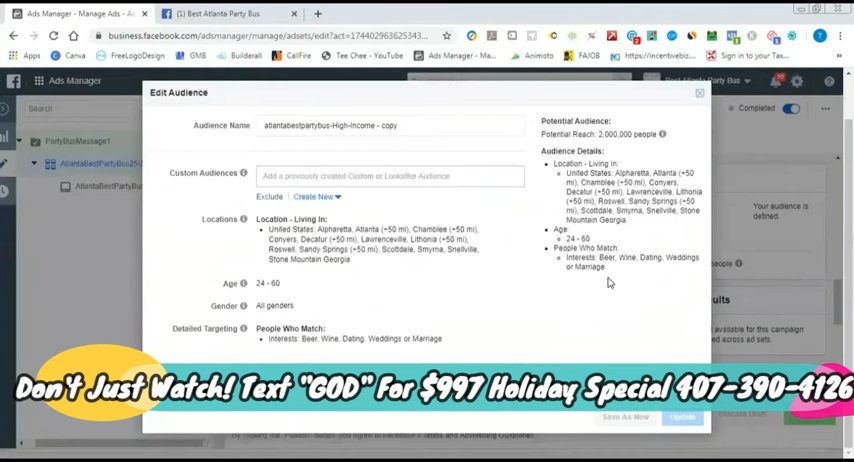 Ads Manager - Manage Ads - Ads
(1) Best Atlanta Party Bus
business.facebook.com/adsmanager/manage/adsets/edit?act=174402963625343...
Apps
Canva
FreeLogoDesign
GMB
Builderall
CallFire
Tee Chee - YouTube
Ads Manager - Ma...
Animoto
FAJOB
https://incentivebiz...
Sign in to your Tax...
Ads Manager
Best Atlanta Party Bus
Search
Completed
PartyBusMessage1
AtlantaBestPartyBus25-
AtlantaBestPartyBu
Edit Audience
Audience Name
atlantabestpartybus-High-Income - copy
Custom Audiences
Add a previously created Custom or Lookalike Audience
Exclude Create New
Locations
Location - Living In:
United States: Alpharetta, Atlanta (+50 mi), Chamblee (+50 mi),
Conyers, Decatur (+50 mi), Lawrenceville, Lithonia (+50 mi),
Roswell, Sandy Springs (+50 mi), Scottdale, Smyrna, Snellville,
Stone Mountain Georgia
Age
24 - 60
Gender
All genders
Detailed Targeting
People Who Match:
Interests: Beer, Wine, Dating, Weddings or Marriage
Potential Audience:
Potential Reach: 2,000,000 people
Audience Details:
Location - Living In:
United States: Alpharetta, Atlanta (+50
mi), Chamblee (+50 mi), Conyers,
Decatur (+50 mi), Lawrenceville, Lithonia
(+50 mi), Roswell, Sandy Springs (+50
mi), Scottdale, Smyrna, Snellville, Stone
Mountain Georgia
Age:
24 - 60
People Who Match:
Interests: Beer, Wine, Dating, Weddings
or Marriage
Your audience is
defined.
people
ults
vailable for this campaign
d across ad sets.
Don't Just Watch! Text "GOD" For $997 Holiday Special 407-390-4126
Save As New
Update